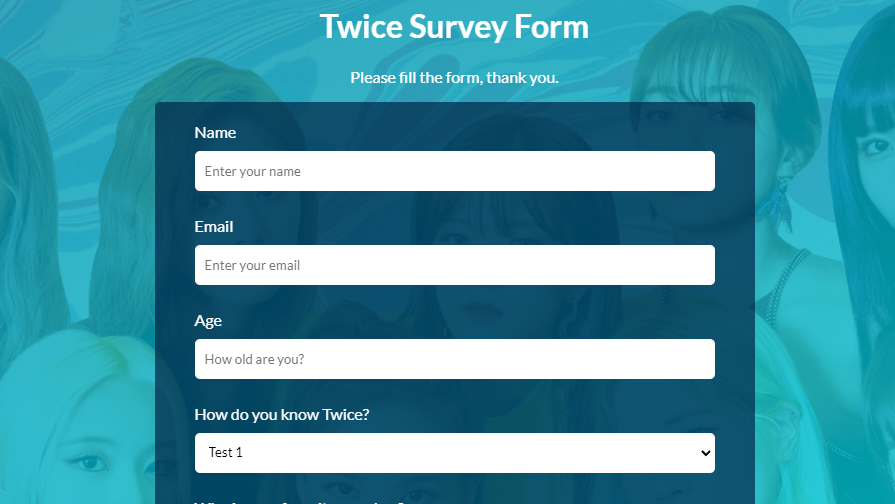 Twice Survey Form
Please fill the form, thank you.
Name
Enter your name
Email
Enter your email
Age
How old are you?
How do you know Twice?
Test 1